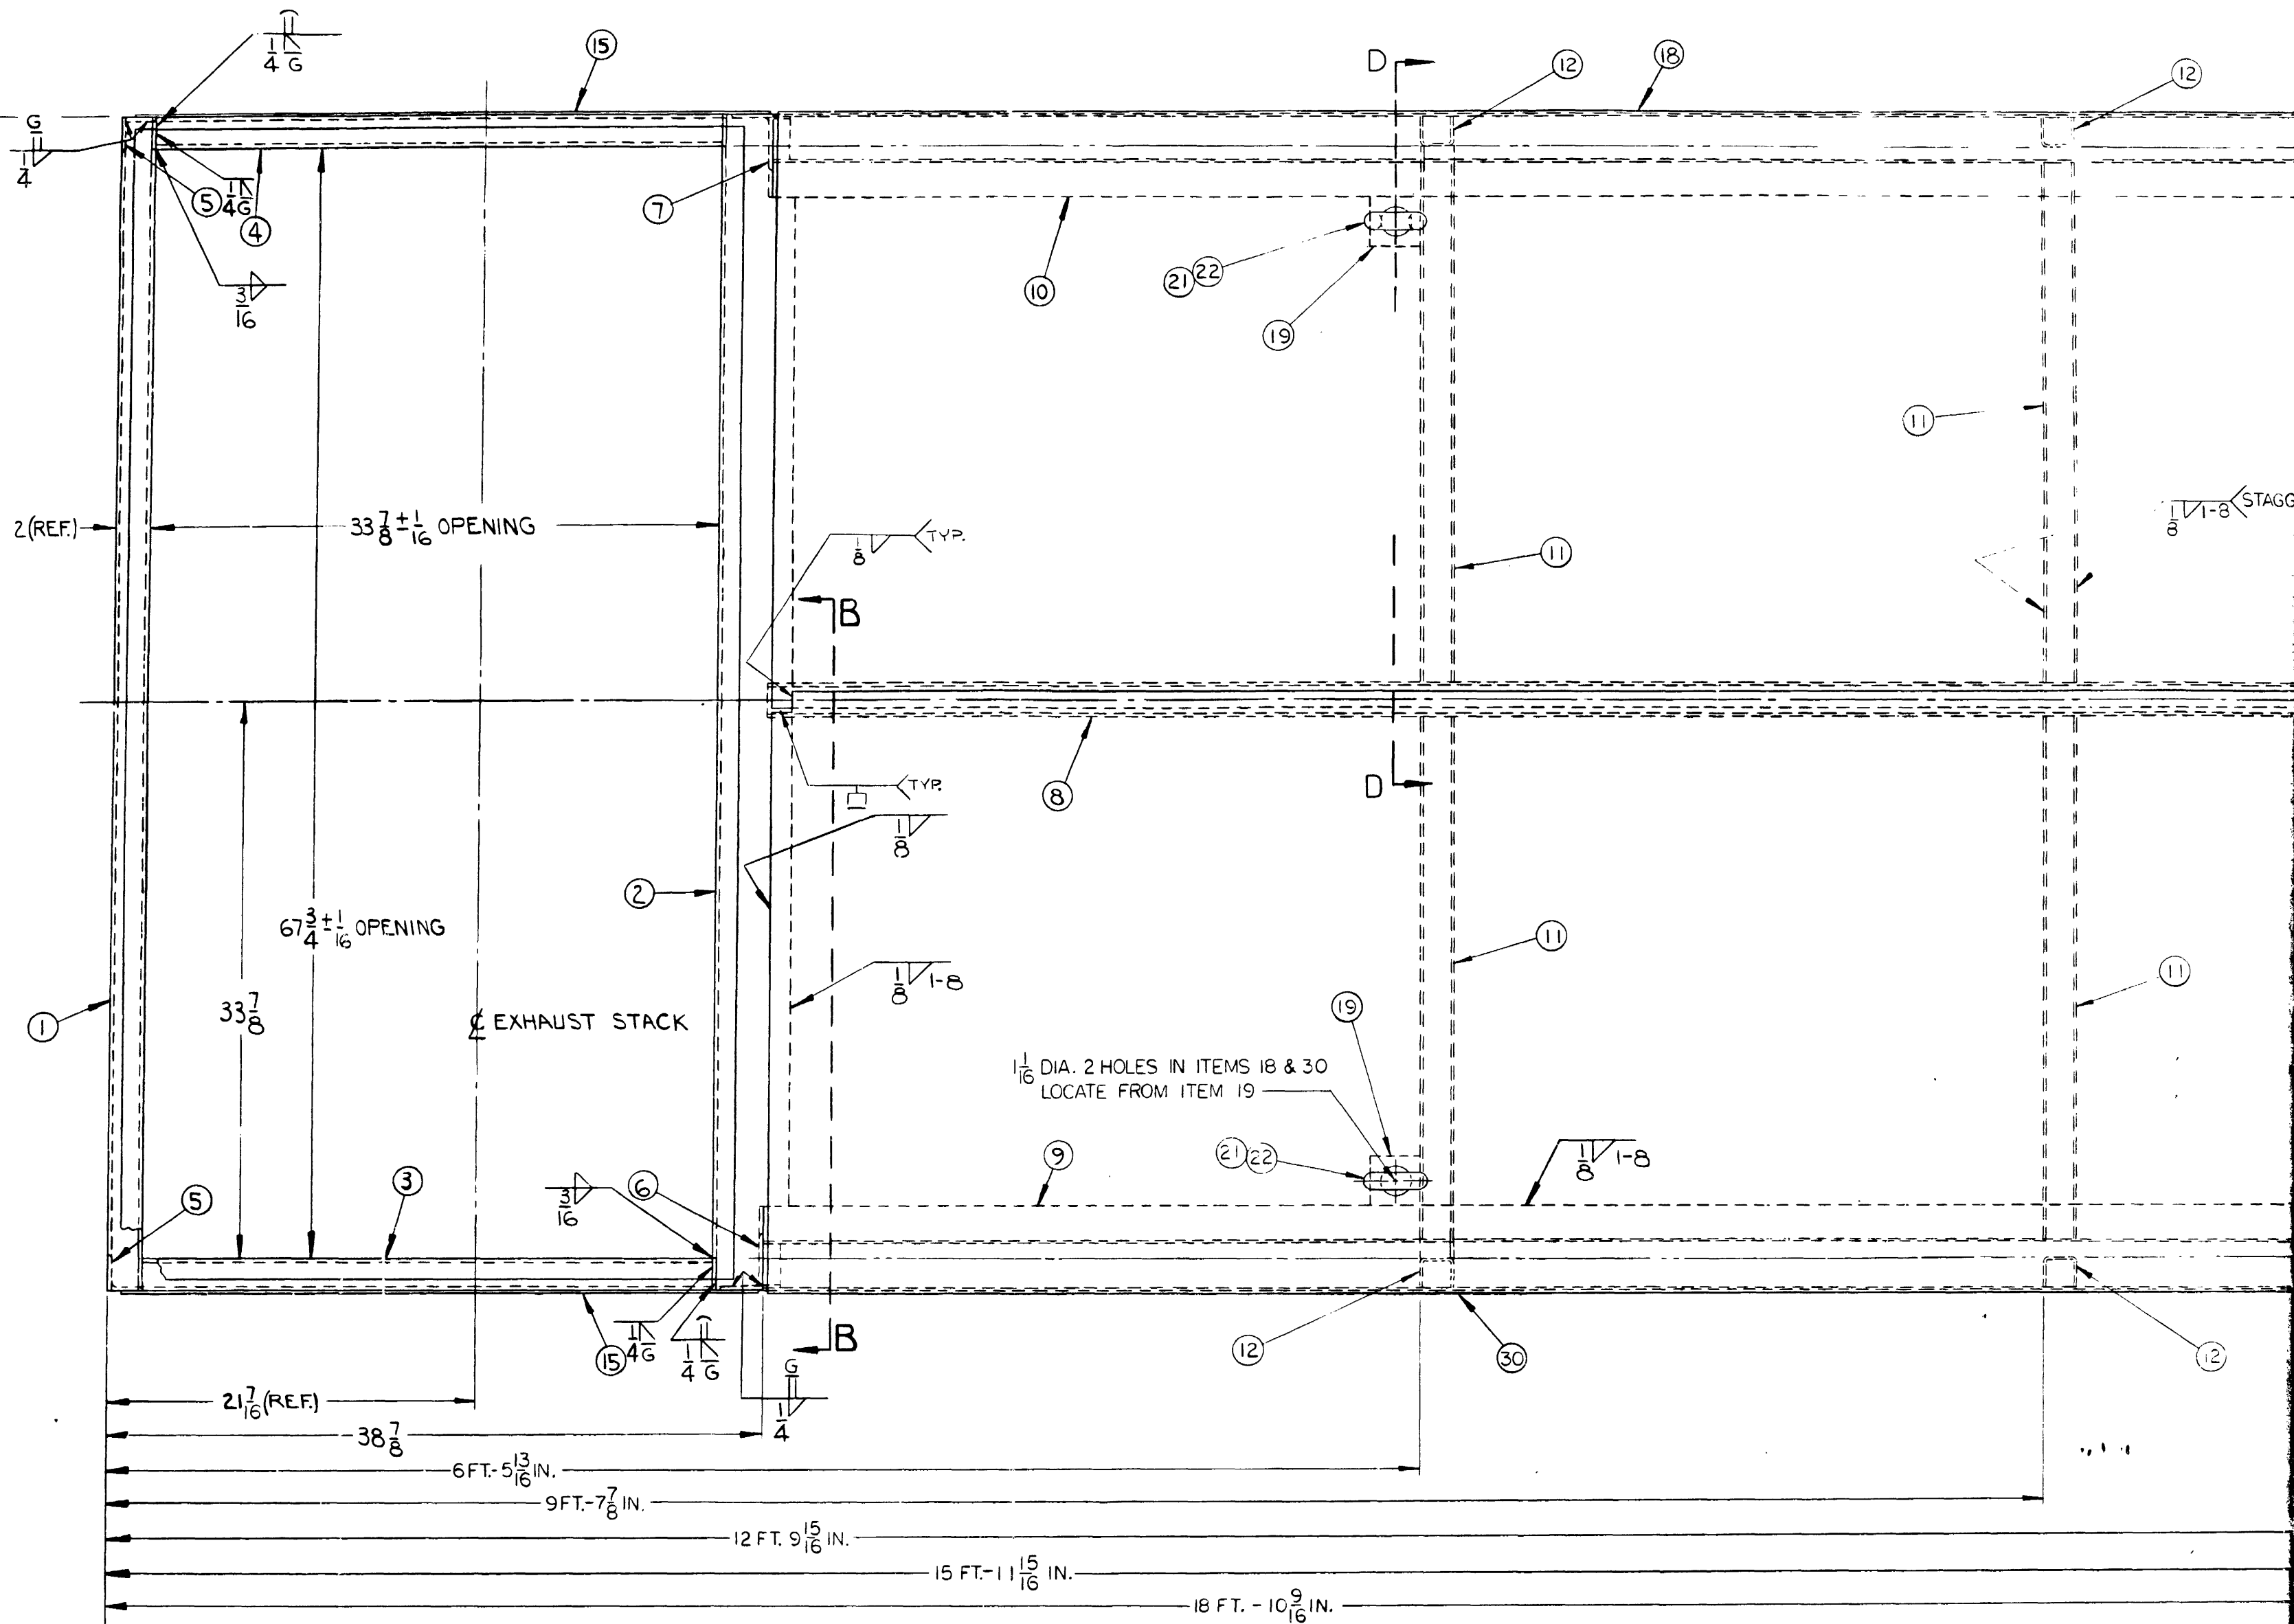 1/4 G
15
D
12
18
12
G
1/4
5
1/4 G
4
7
3/16
10
21 22
19
11
2 (REF.)
33 7/8 ± 1/16 OPENING
1/8 TYP.
11
1/8 1-8 STAGG
B
TYP.
8
D
1/8
2
67 3/4 ± 1/16 OPENING
11
1/8 1-8
11
1
33 7/8
℄ EXHAUST STACK
19
1 1/16 DIA. 2 HOLES IN ITEMS 18 & 30
LOCATE FROM ITEM 19
5
3
3/16
6
9
21 22
1/8 1-8
15
1/4 G
1/4 G
B
12
30
12
21 7/16 (REF.)
G
1/4
38 7/8
6 FT.-5 13/16 IN.
9 FT.-7 7/8 IN.
12 FT. 9 15/16 IN.
15 FT.-11 15/16 IN.
18 FT. - 10 9/16 IN.